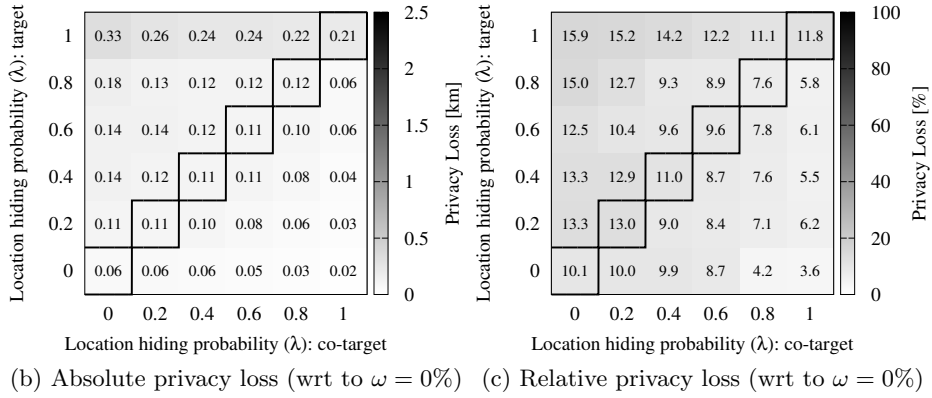 Location hiding probability (λ): target
1 0.33 0.26 0.24 0.24 0.22 0.21
0.8 0.18 0.13 0.12 0.12 0.12 0.06
0.6 0.14 0.14 0.12 0.11 0.10 0.06
0.4 0.14 0.12 0.11 0.11 0.08 0.04
0.2 0.11 0.11 0.10 0.08 0.06 0.03
0 0.06 0.06 0.06 0.05 0.03 0.02
0 0.2 0.4 0.6 0.8 1
Location hiding probability (λ): co-target
2.5
2
1.5
1
0.5
0
Privacy Loss [km]
(b) Absolute privacy loss (wrt to ω = 0%)
Location hiding probability (λ): target
1 15.9 15.2 14.2 12.2 11.1 11.8
0.8 15.0 12.7 9.3 8.9 7.6 5.8
0.6 12.5 10.4 9.6 9.6 7.8 6.1
0.4 13.3 12.9 11.0 8.7 7.6 5.5
0.2 13.3 13.0 9.0 8.4 7.1 6.2
0 10.1 10.0 9.9 8.7 4.2 3.6
0 0.2 0.4 0.6 0.8 1
Location hiding probability (λ): co-target
100
80
60
40
20
0
Privacy Loss [%]
(c) Relative privacy loss (wrt to ω = 0%)